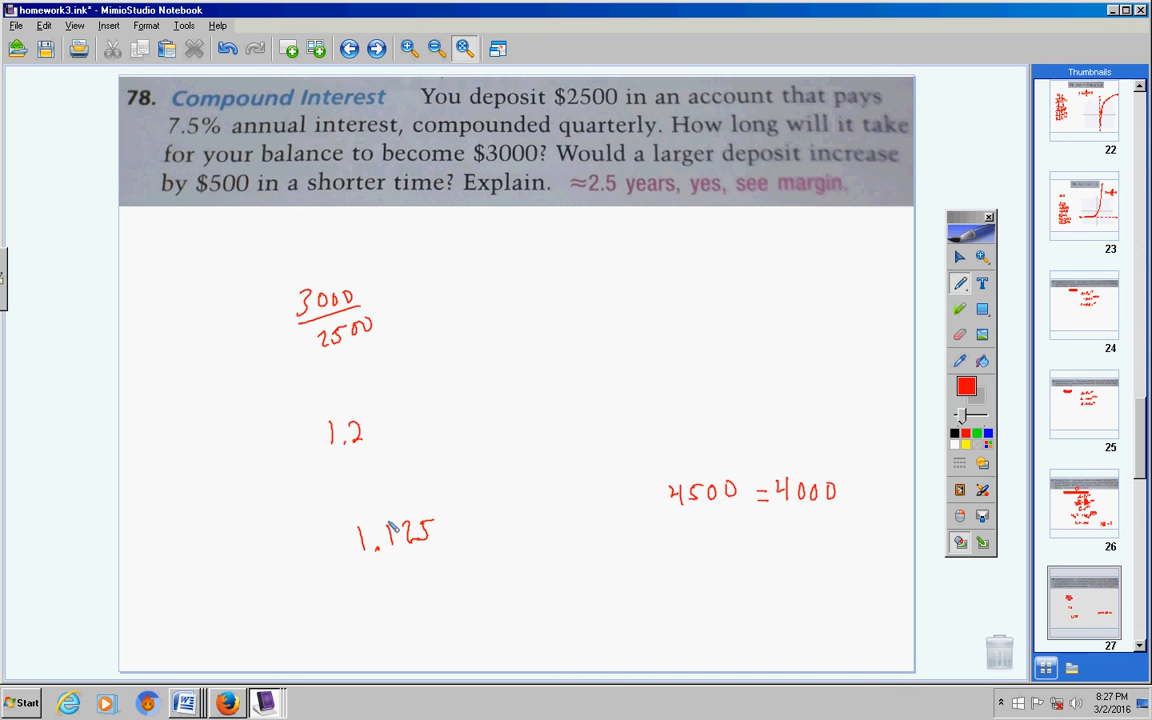 homework3.ink* - MimioStudio Notebook
File Edit View Insert Format Tools Help
78. Compound Interest You deposit $2500 in an account that pays
7.5% annual interest, compounded quarterly. How long will it take
for your balance to become $3000? Would a larger deposit increase
by $500 in a shorter time? Explain. ≈2.5 years, yes, see margin.
3000
2500
1.2
4500 = 4000
1.125
Thumbnails
22
23
24
25
26
27
Start
8:27 PM
3/2/2016